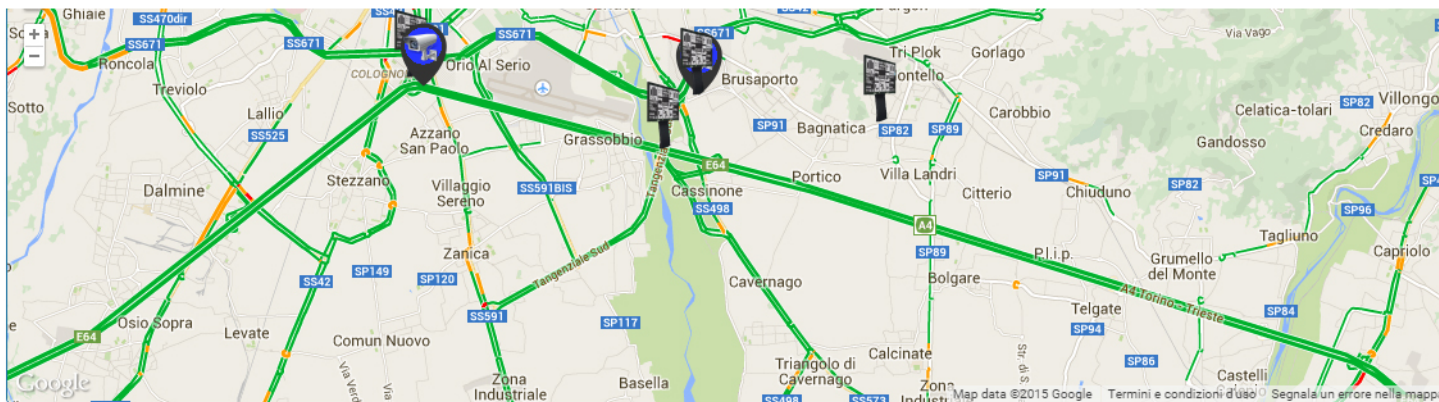 Ghiaie
SS470dir
SS671
SS671
SS671
SS671
SS42
Via Vago
Roncola
Orio Al Serio
Tri Plok
Gorlago
Treviolo
Brusaporto
Sotto
Lallio
SS525
Azzano
San Paolo
Grassobbio
SP91
Bagnatica
SP82
SP89
Carobbio
Celatica-tolari
SP82
Villongo
Credaro
Gandosso
E64
Dalmine
Stezzano
Villaggio
Sereno
SS591BIS
Cassinone
Portico
Villa Landri
Citterio
SP91
Chiuduno
SP82
SS498
SP96
A4
Tagliuno
Capriolo
Zanica
Tangenziale Sud
SP149
SP120
SS42
SP89
P.l.i.p.
Bolgare
Grumello
del Monte
Cavernago
A4 Torino - Trieste
Telgate
SP94
SP84
Osio Sopra
E64
Levate
SS591
SP117
Comun Nuovo
Calcinate
SP86
Triangolo di
Cavernago
Zona
Industriale
Basella
Castelli
SS498
SS573
Google
Map data ©2015 Google
Termini e condizioni d'uso
Segnala un errore nella mappa